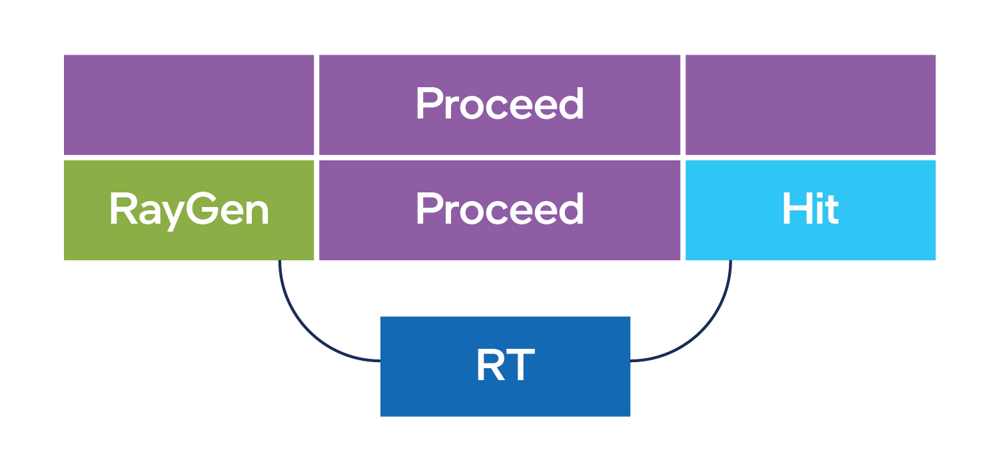 Proceed
RayGen
Proceed
Hit
RT